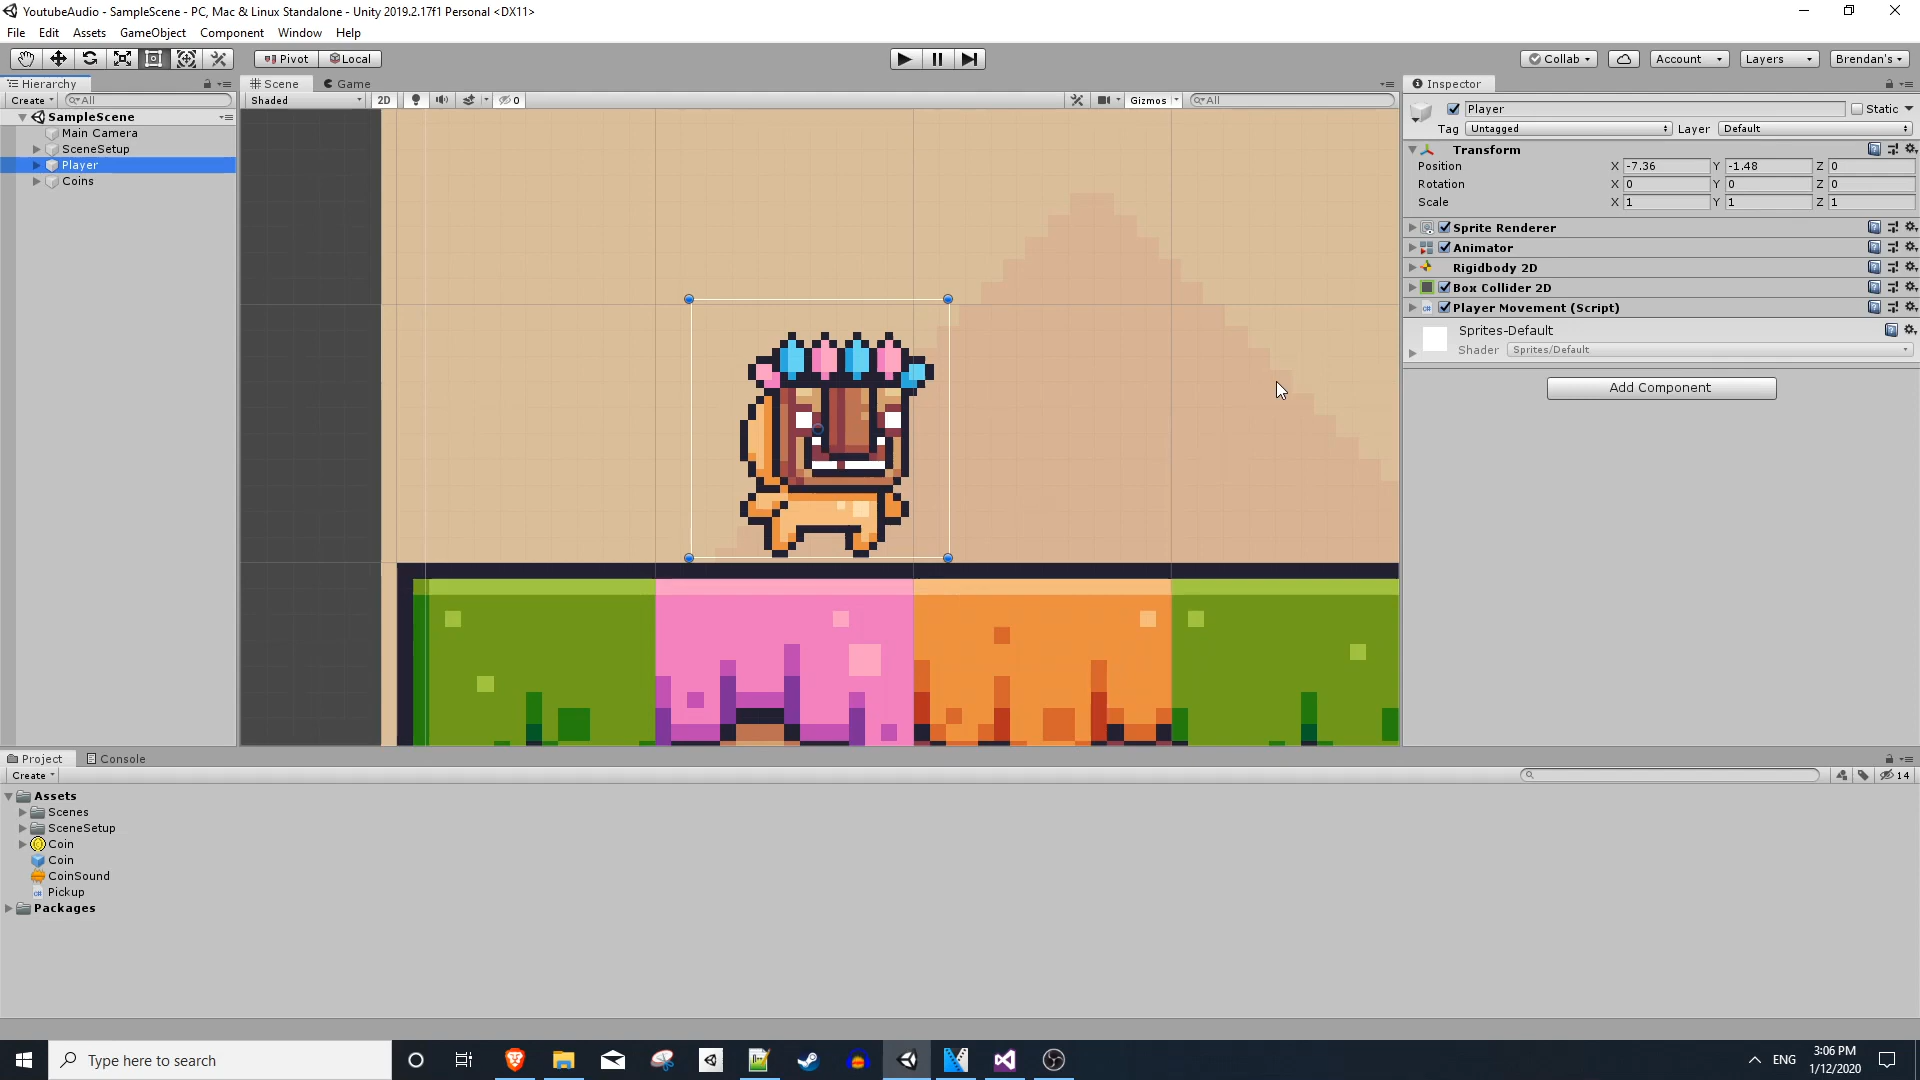 YoutubeAudio - SampleScene - PC, Mac & Linux Standalone - Unity 2019.2.17f1 Personal <DX11>
File Edit Assets GameObject Component Window Help
Pivot Local Collab Account Layers Brendan's
Hierarchy Scene Game Inspector
Create All Shaded 2D 0 Gizmos All
Player Static
Tag Untagged Layer Default
SampleScene
Main Camera
SceneSetup
Player
Coins
Transform
Position X -7.36 Y -1.48 Z 0
Rotation X 0 Y 0 Z 0
Scale X 1 Y 1 Z 1
Sprite Renderer
Animator
Rigidbody 2D
Box Collider 2D
Player Movement (Script)
Sprites-Default
Shader Sprites/Default
Add Component
Project Console
Create 14
Assets
Scenes
SceneSetup
Coin
Coin
CoinSound
Pickup
Packages
Type here to search
ENG
3:06 PM
1/12/2020